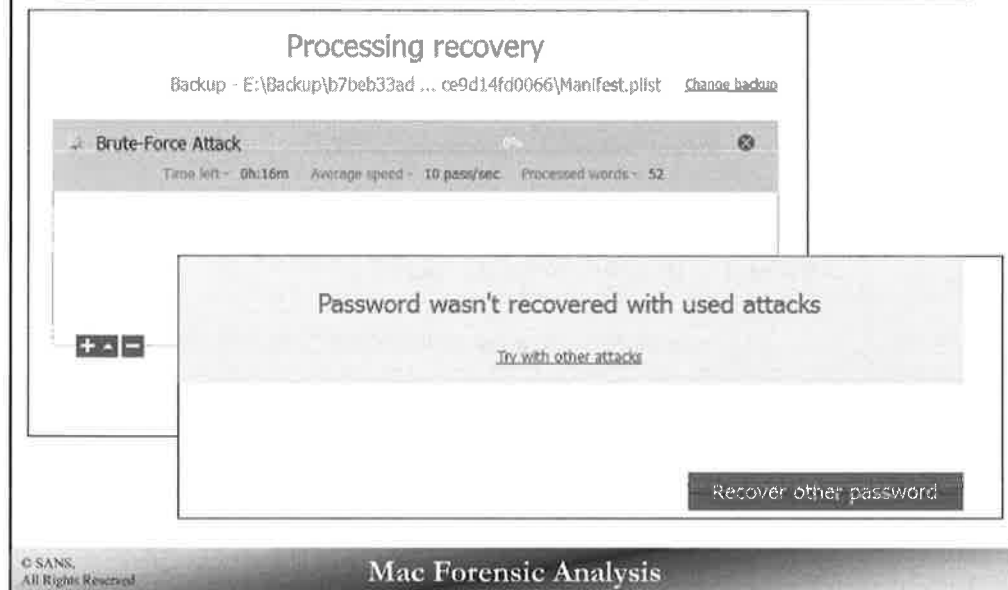 Processing recovery
Backup - E:\Backup\b7beb33ad ... ce9d14fd0066\Manifest.plist Change backup
Brute-Force Attack 0%
Time left - 0h:16m Average speed - 10 pass/sec Processed words - 52
Password wasn't recovered with used attacks
Try with other attacks
Recover other password
© SANS,
All Rights Reserved
Mac Forensic Analysis